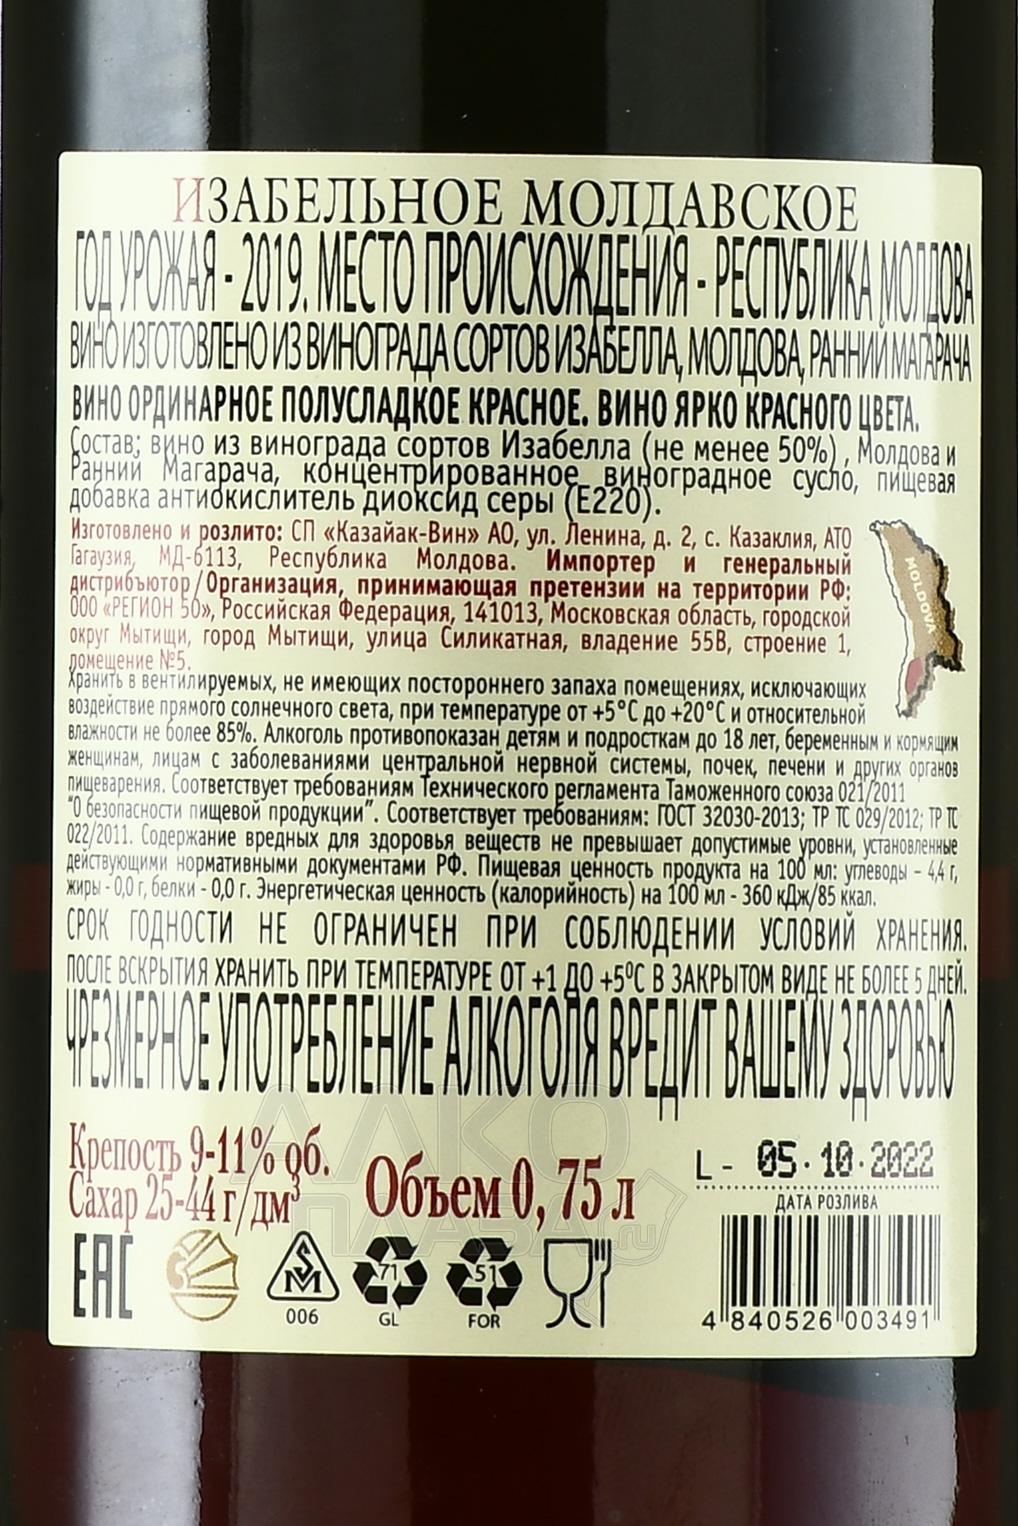 ИЗАБЕЛЬНОЕ МОЛДАВСКОЕ
ГОД УРОЖАЯ - 2019. МЕСТО ПРОИСХОЖДЕНИЯ - РЕСПУБЛИКА МОЛДОВА
ВИНО ИЗГОТОВЛЕНО ИЗ ВИНОГРАДА СОРТОВ ИЗАБЕЛЛА, МОЛДОВА, РАННИЙ МАГАРАЧА
ВИНО ОРДИНАРНОЕ ПОЛУСЛАДКОЕ КРАСНОЕ. ВИНО ЯРКО КРАСНОГО ЦВЕТА.
Состав: вино из винограда сортов Изабелла (не менее 50%) , Молдова и
Ранний Магарача, концентрированное виноградное сусло, пищевая
добавка антиокислитель диоксид серы (Е220).
Изготовлено и розлито: СП «Казайак-Вин» АО, ул. Ленина, д. 2, с. Казаклия, АТО
Гагаузия, МД-6113, Республика Молдова. Импортер и генеральный
дистрибъютор/Организация, принимающая претензии на территории РФ:
ООО «РЕГИОН 50», Российская Федерация, 141013, Московская область, городской
округ Мытищи, город Мытищи, улица Силикатная, владение 55В, строение 1,
помещение №5.
MOLDOVA
Хранить в вентилируемых, не имеющих постороннего запаха помещениях, исключающих
воздействие прямого солнечного света, при температуре от +5°С до +20°С и относительной
влажности не более 85%. Алкоголь противопоказан детям и подросткам до 18 лет, беременным и кормящим
женщинам, лицам с заболеваниями центральной нервной системы, почек, печени и других органов
пищеварения. Соответствует требованиям Технического регламента Таможенного союза 021/2011
"О безопасности пищевой продукции". Соответствует требованиям: ГОСТ 32030-2013; ТР ТС 029/2012; ТР ТС
022/2011. Содержание вредных для здоровья веществ не превышает допустимые уровни, установленные
действующими нормативными документами РФ. Пищевая ценность продукта на 100 мл: углеводы – 4,4 г,
жиры - 0,0 г, белки - 0,0 г. Энергетическая ценность (калорийность) на 100 мл - 360 кДж/85 ккал.
СРОК ГОДНОСТИ НЕ ОГРАНИЧЕН ПРИ СОБЛЮДЕНИИ УСЛОВИЙ ХРАНЕНИЯ.
ПОСЛЕ ВСКРЫТИЯ ХРАНИТЬ ПРИ ТЕМПЕРАТУРЕ ОТ +1 ДО +5°С В ЗАКРЫТОМ ВИДЕ НЕ БОЛЕЕ 5 ДНЕЙ.
ЧРЕЗМЕРНОЕ УПОТРЕБЛЕНИЕ АЛКОГОЛЯ ВРЕДИТ ВАШЕМУ ЗДОРОВЬЮ
Крепость 9-11% об.
Сахар 25-44 г/дм³
Объем 0, 75 л
L - 05.10.2022
ДАТА РОЗЛИВА
АЛКО
ПЛАЗА.ru
EAC
SM
006
71
GL
51
FOR
4 840526 003491